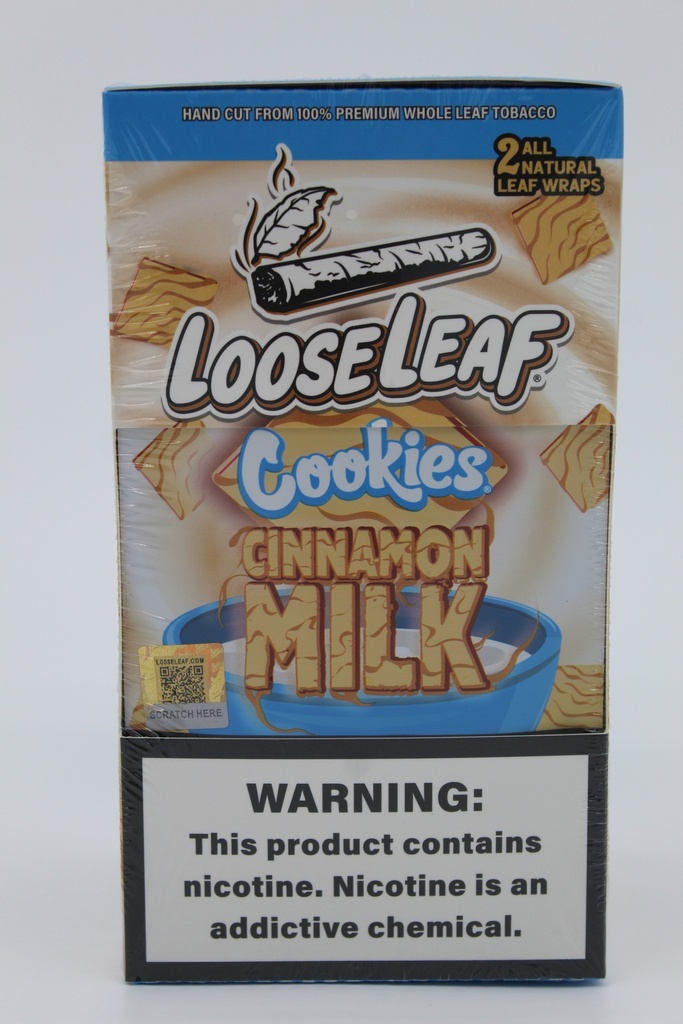 HAND CUT FROM 100% PREMIUM WHOLE LEAF TOBACCO
2 ALL
NATURAL
LEAF WRAPS
LOOSELEAF®
Cookies®
CINNAMON
MILK
LOOSELEAF.COM
SCRATCH HERE
WARNING:
This product contains
nicotine. Nicotine is an
addictive chemical.